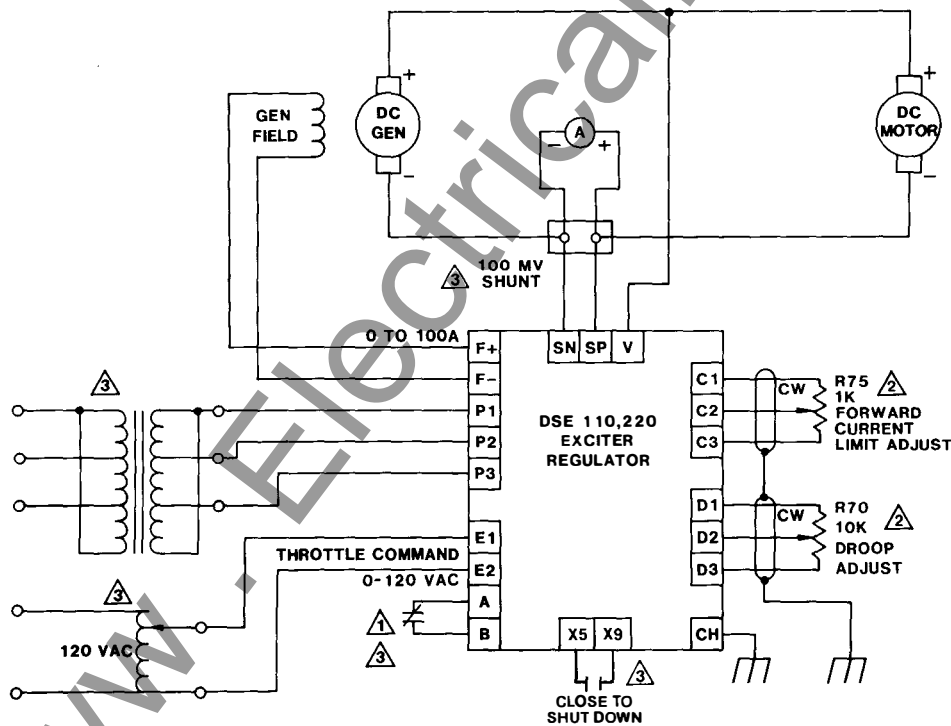 +
+
DC
GEN
GEN
FIELD
A
- +
DC
MOTOR
-
-
3 100 MV
SHUNT
0 TO 100A
F+
SN SP V
F-
C1
R75 2
CW
1K
FORWARD
CURRENT
LIMIT ADJUST
3
P1
C2
DSE 110,220
EXCITER
REGULATOR
P2
C3
P3
D1
R70 2
CW
10K
DROOP
ADJUST
E1
D2
THROTTLE COMMAND
E2
D3
0-120 VAC
3
A
1
3
B
120 VAC
X5 X9
CH
3
CLOSE TO
SHUT DOWN
www . Electrical